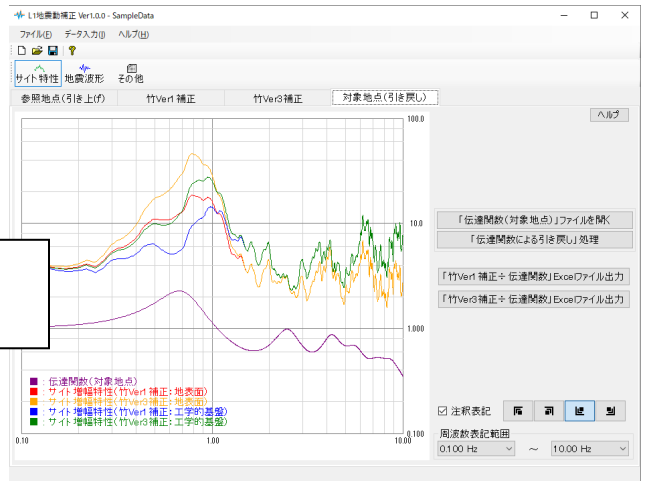 L1地震動補正 Ver1.0.0 - SampleData
ファイル(F) データ入力(I) ヘルプ(H)
サイト特性 地震波形 その他
参照地点(引き上げ) 竹Ver1 補正 竹Ver3補正 対象地点(引き戻し)
ヘルプ
100.0
10.0
1.000
0.100
「伝達関数(対象地点)」ファイルを開く
「伝達関数による引き戻し」処理
「竹Ver1 補正÷伝達関数」Excelファイル出力
「竹Ver3補正÷伝達関数」Excelファイル出力
■ : 伝達関数(対象地点)
■ : サイト増幅特性(竹Ver1 補正:地表面)
■ : サイト増幅特性(竹Ver3補正:地表面)
■ : サイト増幅特性(竹Ver1 補正:工学的基盤)
■ : サイト増幅特性(竹Ver3補正:工学的基盤)
0.10 1.00 10.00
注釈表記
周波数表記範囲
0.100 Hz ～ 10.00 Hz